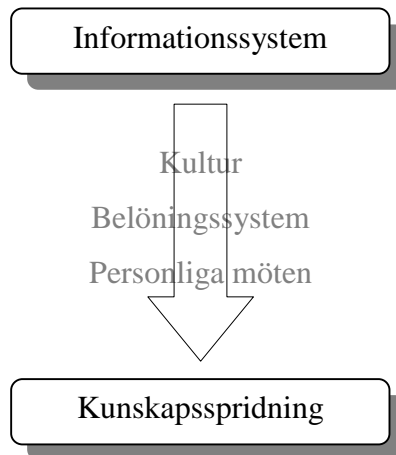 Informationssystem
Kultur
Belöningssystem
Personliga möten
Kunskapsspridning